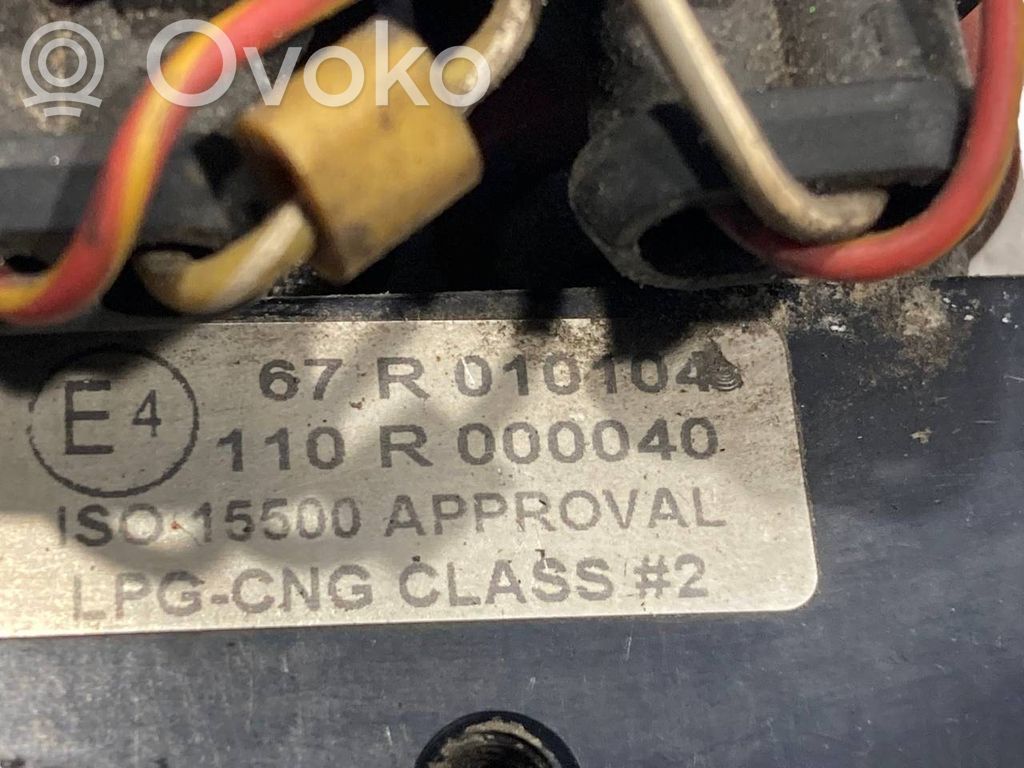 Ovoko
E4
67 R 010104
110 R 000040
ISO 15500 APPROVAL
LPG-CNG CLASS #2